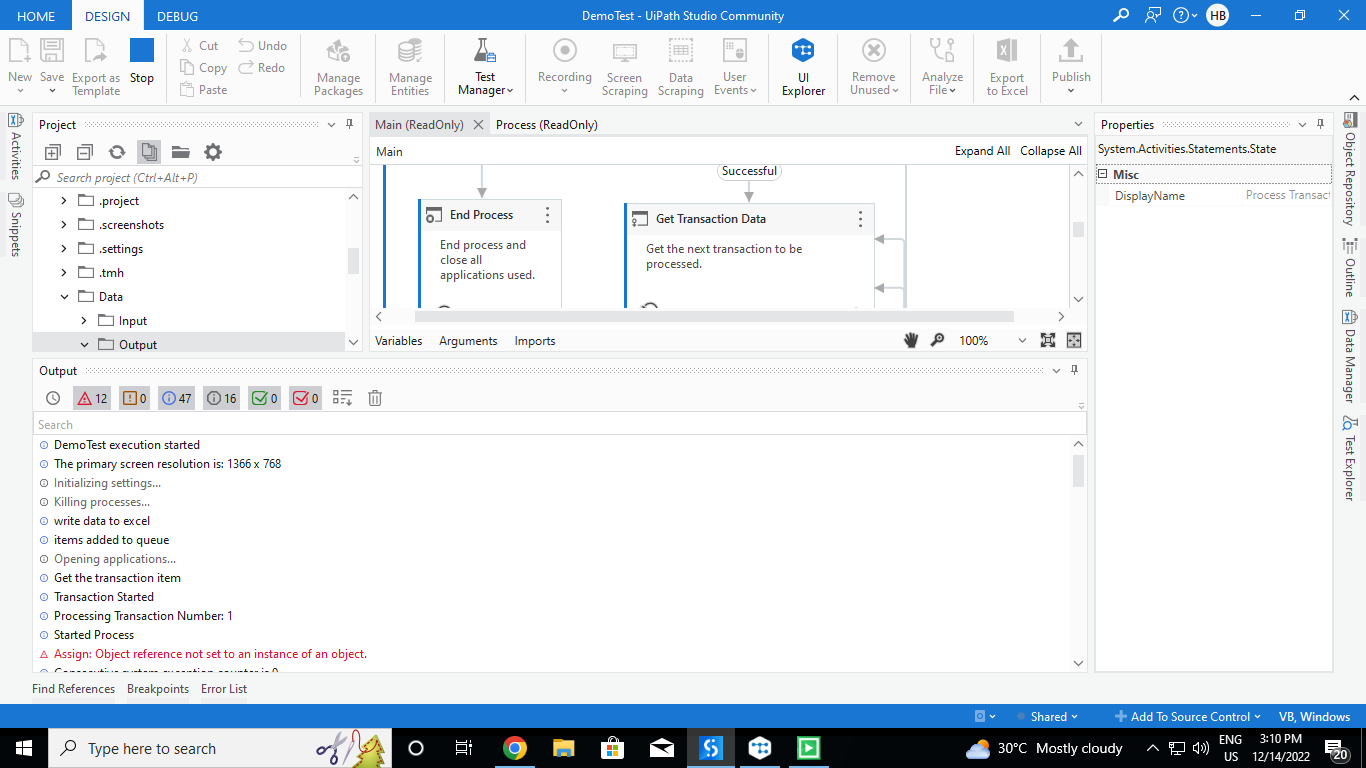 HOME DESIGN DEBUG DemoTest - UiPath Studio Community HB
New Save Export as Template Stop
Cut Undo
Copy Redo
Paste
Manage Packages
Manage Entities
Test Manager
Recording
Screen Scraping
Data Scraping
User Events
UI Explorer
Remove Unused
Analyze File
Export to Excel
Publish
Activities
Snippets
Project
Search project (Ctrl+Alt+P)
.project
.screenshots
.settings
.tmh
Data
Input
Output
Main (ReadOnly) Process (ReadOnly)
Main Expand All Collapse All
Successful
End Process
End process and
close all
applications used.
Get Transaction Data
Get the next transaction to be
processed.
Variables Arguments Imports 100%
Properties
System.Activities.Statements.State
Misc
DisplayName Process Transact
Object Repository
Outline
Data Manager
Test Explorer
Output
12 0 47 16 0 0
Search
DemoTest execution started
The primary screen resolution is: 1366 x 768
Initializing settings...
Killing processes...
write data to excel
items added to queue
Opening applications...
Get the transaction item
Transaction Started
Processing Transaction Number: 1
Started Process
Assign: Object reference not set to an instance of an object.
Consecutive system exception counter is 0
Find References Breakpoints Error List
Shared Add To Source Control VB, Windows
Type here to search
30°C Mostly cloudy
ENG
US
3:10 PM
12/14/2022
20